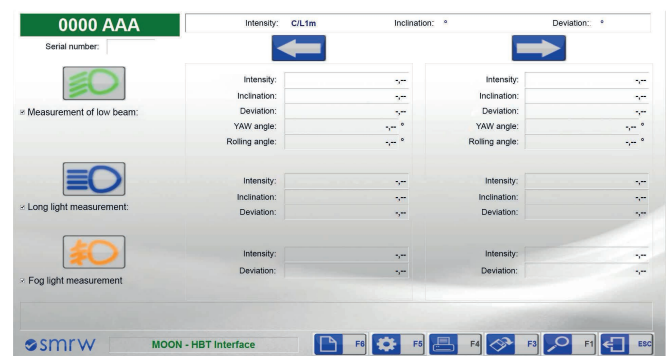 0000 AAA
Intensity: C/L1m Inclination: ° Deviation: °
Serial number:
Intensity: -,-- Intensity: -,--
Inclination: -,-- Inclination: -,--
Measurement of low beam: Deviation: -,-- Deviation: -,--
YAW angle: -,-- ° YAW angle: -,-- °
Rolling angle: -,-- ° Rolling angle: -,-- °
Intensity: -,-- Intensity: -,--
Inclination: -,-- Inclination: -,--
Long light measurement: Deviation: -,-- Deviation: -,--
Intensity: -,-- Intensity: -,--
Deviation: -,-- Deviation: -,--
Fog light measurement
smrw MOON - HBT Interface F6 F5 F4 F3 F1 ESC